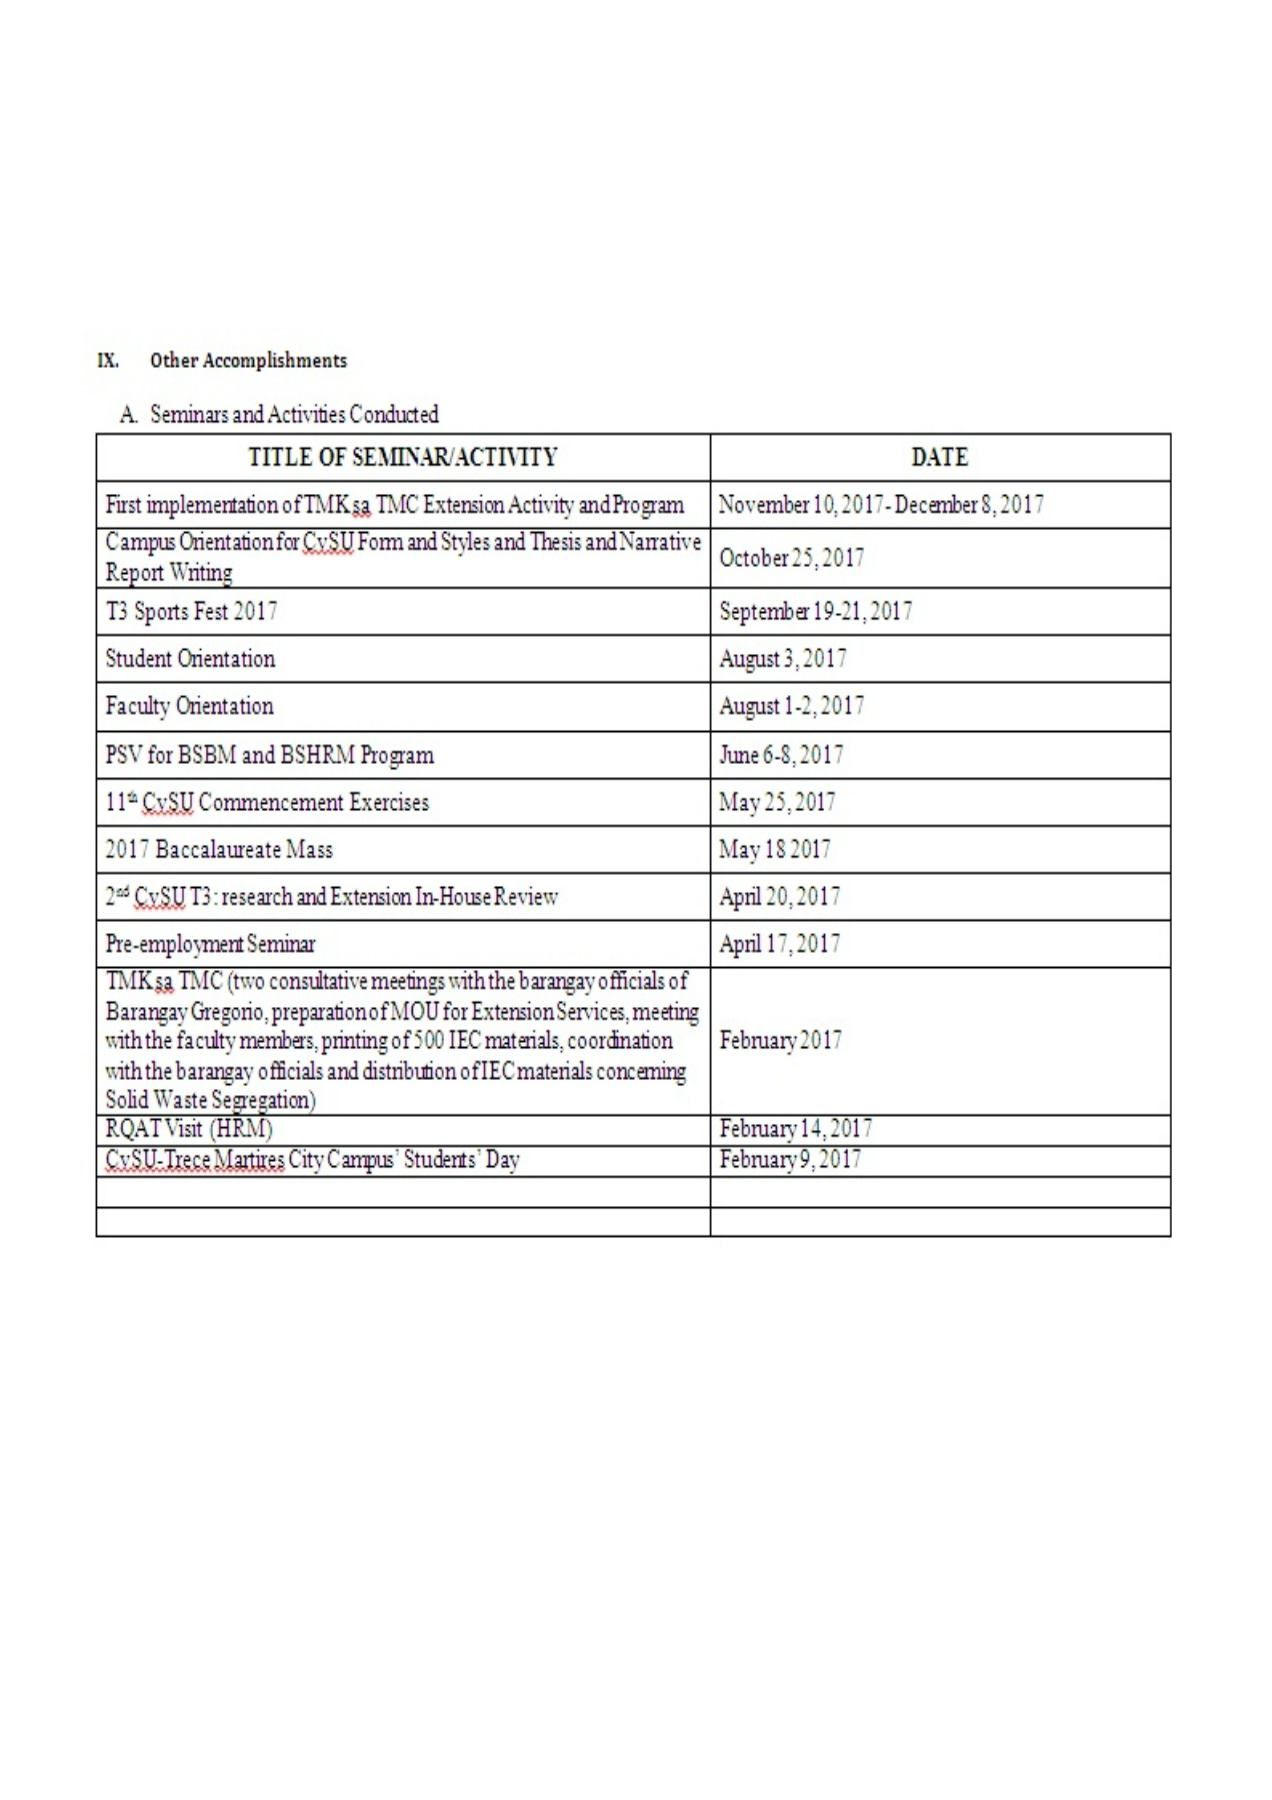 IX. Other Accomplishments
A. Seminars and Activities Conducted
TITLE OF SEMINAR/ACTIVITY DATE
First implementation of TMK sa TMC Extension Activity and Program November 10, 2017- December 8, 2017
Campus Orientation for CvSU Form and Styles and Thesis and Narrative
Report Writing October 25, 2017
T3 Sports Fest 2017 September 19-21, 2017
Student Orientation August 3, 2017
Faculty Orientation August 1-2, 2017
PSV for BSBM and BSHRM Program June 6-8, 2017
11th CvSU Commencement Exercises May 25, 2017
2017 Baccalaureate Mass May 18 2017
2nd CvSU T3: research and Extension In-House Review April 20, 2017
Pre-employment Seminar April 17, 2017
TMK sa TMC (two consultative meetings with the barangay officials of
Barangay Gregorio, preparation of MOU for Extension Services, meeting
with the faculty members, printing of 500 IEC materials, coordination February 2017
with the barangay officials and distribution of IEC materials concerning
Solid Waste Segregation)
RQAT Visit (HRM) February 14, 2017
CvSU-Trece Martires City Campus' Students' Day February 9, 2017